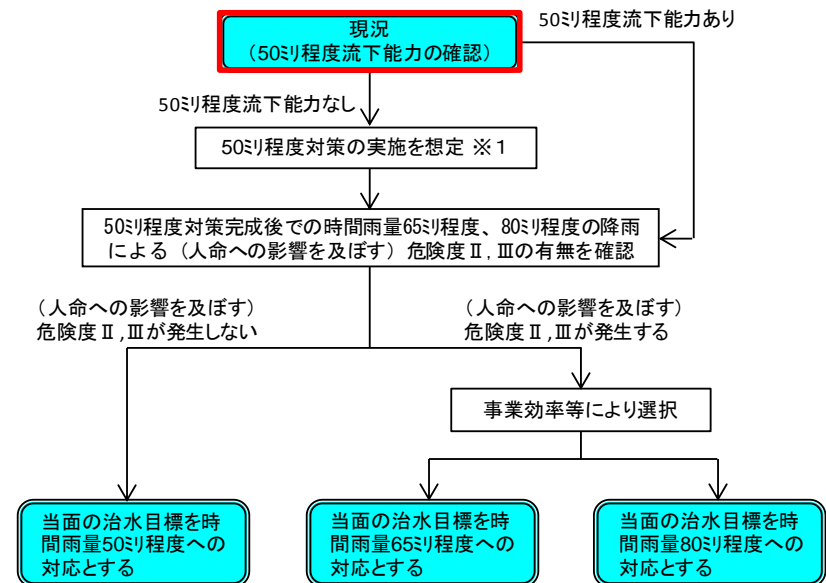 現況
(50ミリ程度流下能力の確認)
50ミリ程度流下能力あり
50ミリ程度流下能力なし
50ミリ程度対策の実施を想定 ※1
50ミリ程度対策完成後での時間雨量65ミリ程度、80ミリ程度の降雨
による(人命への影響を及ぼす)危険度Ⅱ,Ⅲの有無を確認
(人命への影響を及ぼす)
危険度Ⅱ,Ⅲが発生しない
(人命への影響を及ぼす)
危険度Ⅱ,Ⅲが発生する
事業効率等により選択
当面の治水目標を時
間雨量50ミリ程度への
対応とする
当面の治水目標を時
間雨量65ミリ程度への
対応とする
当面の治水目標を時
間雨量80ミリ程度への
対応とする